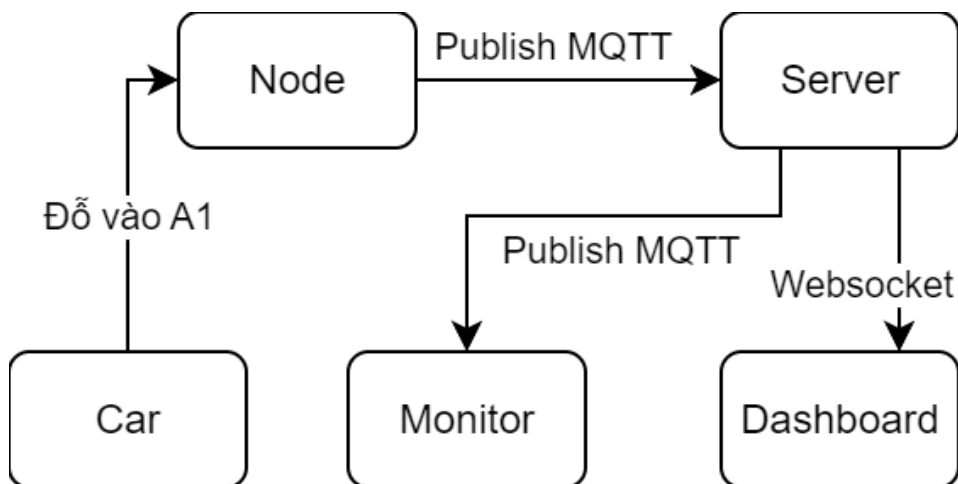 Publish MQTT
Node
Server
Đỗ vào A1
Publish MQTT
Websocket
Car
Monitor
Dashboard